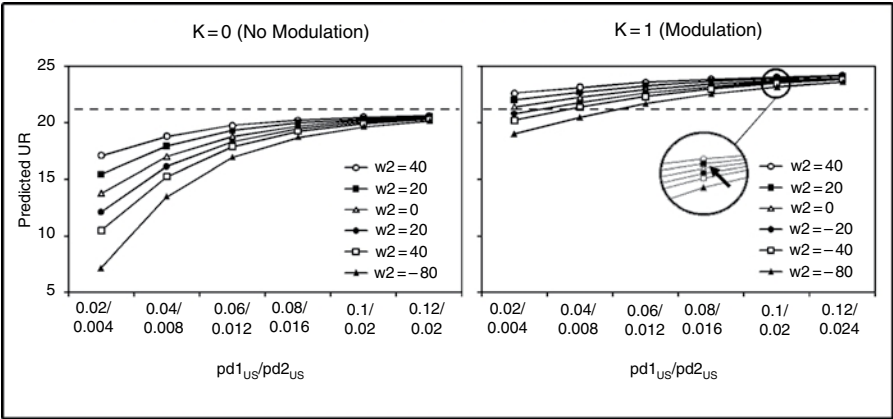 K = 0 (No Modulation)
25
20
15
10
5
Predicted UR
w2 = 40
w2 = 20
w2 = 0
w2 = 20
w2 = 40
w2 = −80
0.02/ 0.04/ 0.06/ 0.08/ 0.1/ 0.12/
0.004 0.008 0.012 0.016 0.02 0.02
pd1US/pd2US
K = 1 (Modulation)
w2 = 40
w2 = 20
w2 = 0
w2 = −20
w2 = −40
w2 = −80
0.02/ 0.04/ 0.06/ 0.08/ 0.1/ 0.12/
0.004 0.008 0.012 0.016 0.02 0.024
pd1US/pd2US